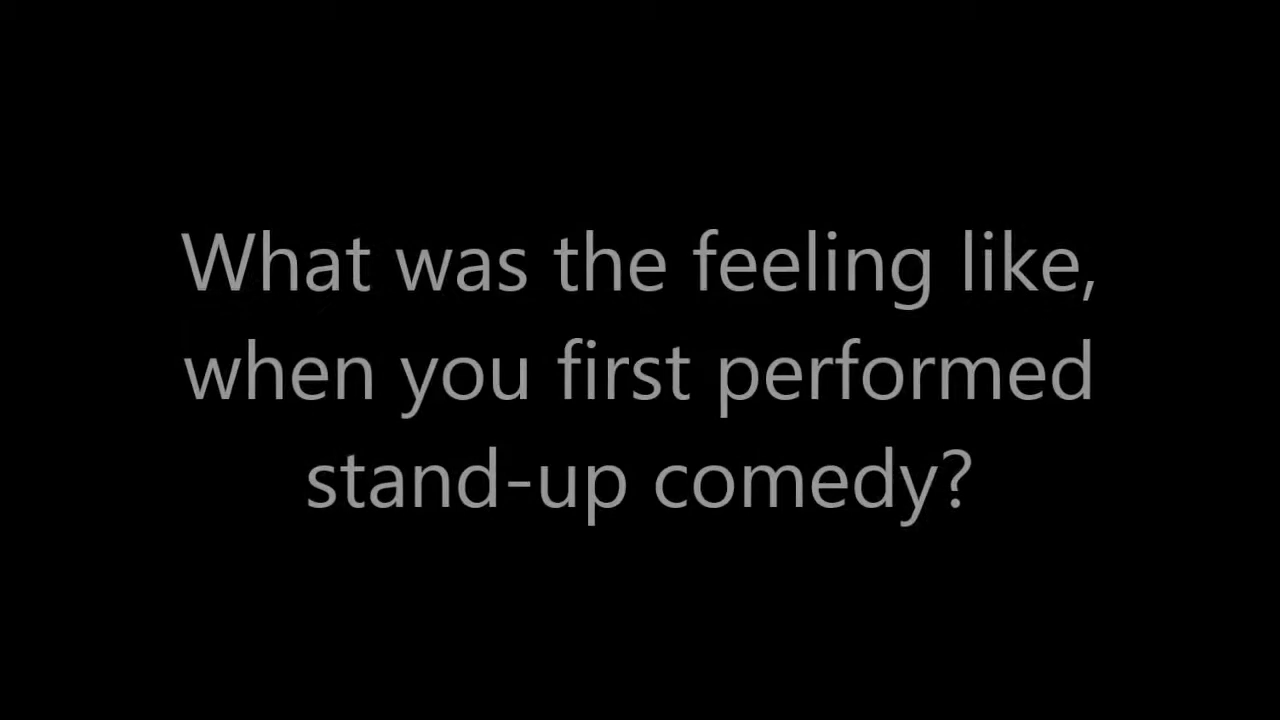 What was the feeling like,
when you first performed
stand-up comedy?